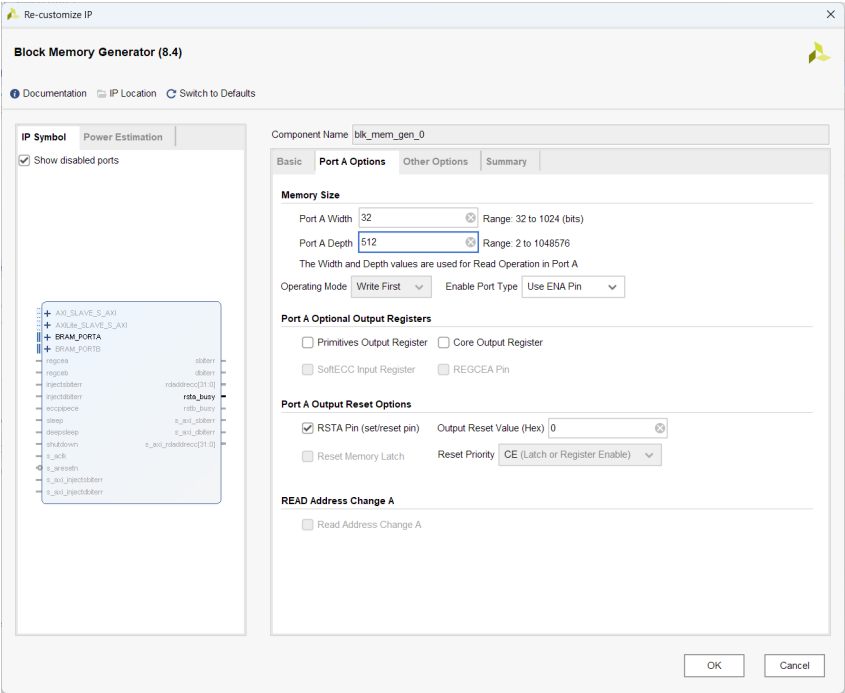 Re-customize IP
Block Memory Generator (8.4)
Documentation IP Location Switch to Defaults
IP Symbol Power Estimation
Show disabled ports
AXI_SLAVE_S_AXI
AXILite_SLAVE_S_AXI
BRAM_PORTA
BRAM_PORTB
regcea sbiterr
regceb dbiterr
injectsbiterr rdaddrecc[31:0]
injectdbiterr rsta_busy
eccpipece rstb_busy
sleep s_axi_sbiterr
deepsleep s_axi_dbiterr
shutdown s_axi_rdaddrecc[31:0]
s_aclk
s_aresetn
s_axi_injectsbiterr
s_axi_injectdbiterr
Component Name blk_mem_gen_0
Basic Port A Options Other Options Summary
Memory Size
Port A Width 32 Range: 32 to 1024 (bits)
Port A Depth 512 Range: 2 to 1048576
The Width and Depth values are used for Read Operation in Port A
Operating Mode Write First Enable Port Type Use ENA Pin
Port A Optional Output Registers
Primitives Output Register Core Output Register
SoftECC Input Register REGCEA Pin
Port A Output Reset Options
RSTA Pin (set/reset pin) Output Reset Value (Hex) 0
Reset Memory Latch Reset Priority CE (Latch or Register Enable)
READ Address Change A
Read Address Change A
OK Cancel